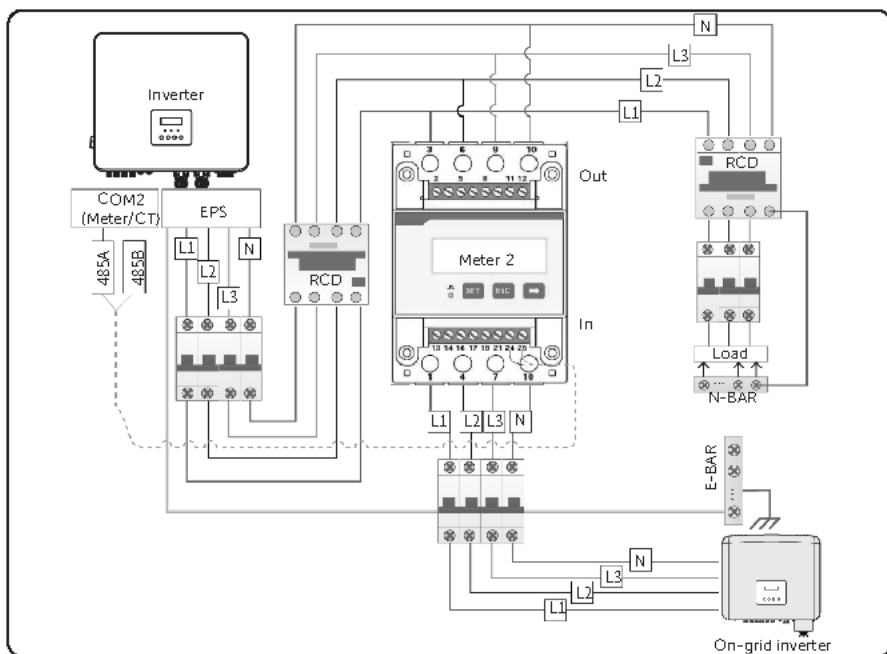 N
L3
L2
L1
Inverter
COM2
(Meter/CT)
EPS
485A
485B
L1
L2
L3
N
RCD
3 6 9 10
2 5 8 11 12
Out
Meter 2
SET ESC
In
13 14 16 17 19 21 24 25
1 4 7 10
L1 L2 L3 N
RCD
Load
N-BAR
E-BAR
N
L3
L2
L1
On-grid inverter